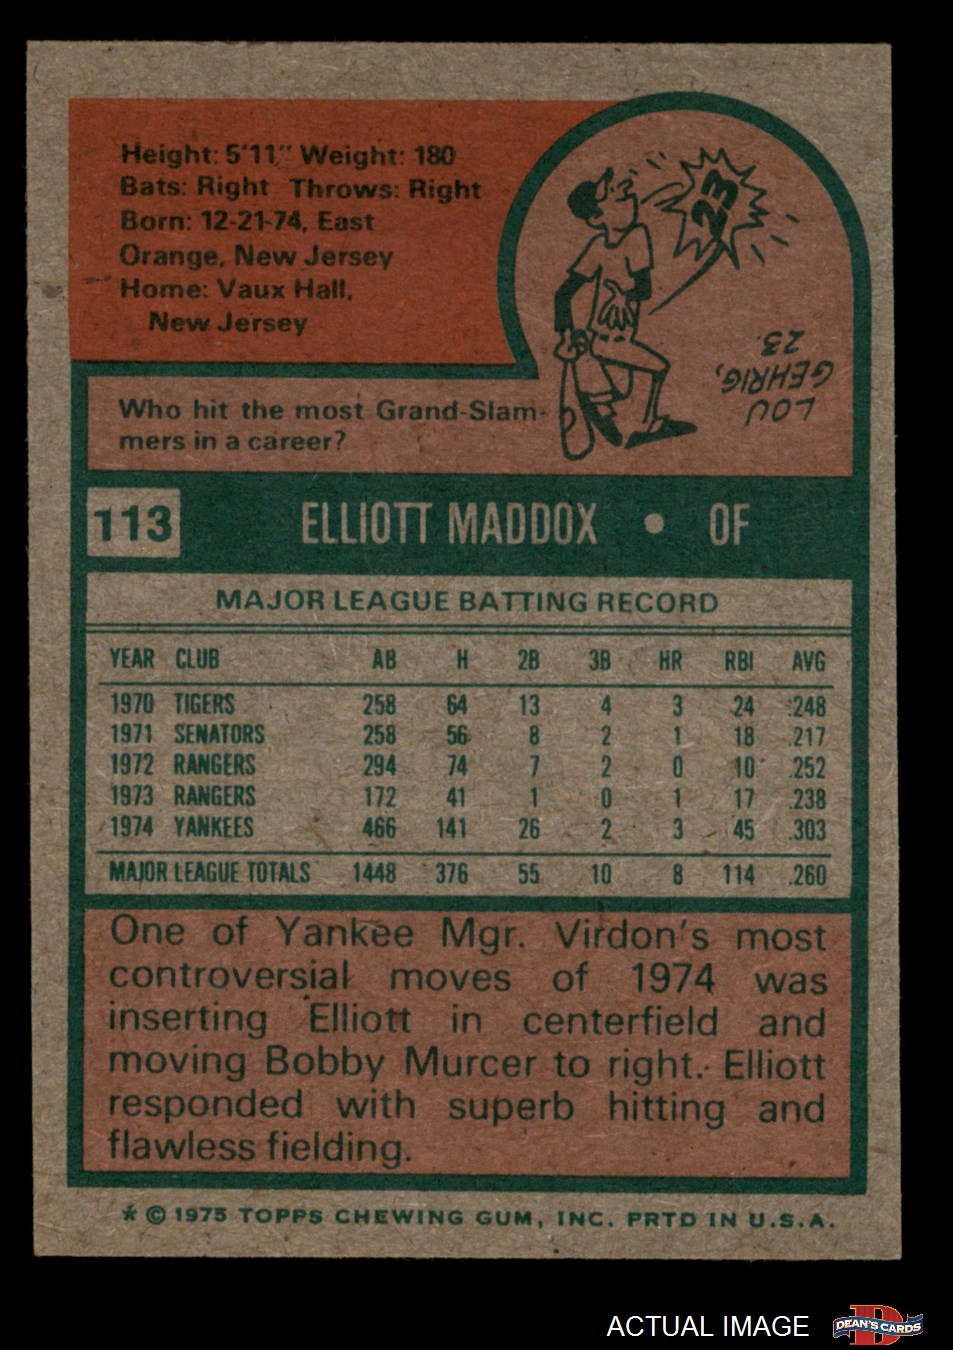 Height: 5'11," Weight: 180
Bats: Right Throws: Right
Born: 12-21-74, East
Orange, New Jersey
Home: Vaux Hall,
New Jersey
23
LOU
GEHRIG,
23.
Who hit the most Grand-Slam-
mers in a career?
113 ELLIOTT MADDOX • OF
MAJOR LEAGUE BATTING RECORD
YEAR CLUB AB H 2B 3B HR RBI AVG
1970 TIGERS 258 64 13 4 3 24 .248
1971 SENATORS 258 56 8 2 1 18 .217
1972 RANGERS 294 74 7 2 0 10 .252
1973 RANGERS 172 41 1 0 1 17 .238
1974 YANKEES 466 141 26 2 3 45 .303
MAJOR LEAGUE TOTALS 1448 376 55 10 8 114 .260
One of Yankee Mgr. Virdon's most
controversial moves of 1974 was
inserting Elliott in centerfield and
moving Bobby Murcer to right. Elliott
responded with superb hitting and
flawless fielding.
* © 1975 TOPPS CHEWING GUM, INC. PRTD IN U.S.A.
ACTUAL IMAGE
D
DEAN'S CARDS